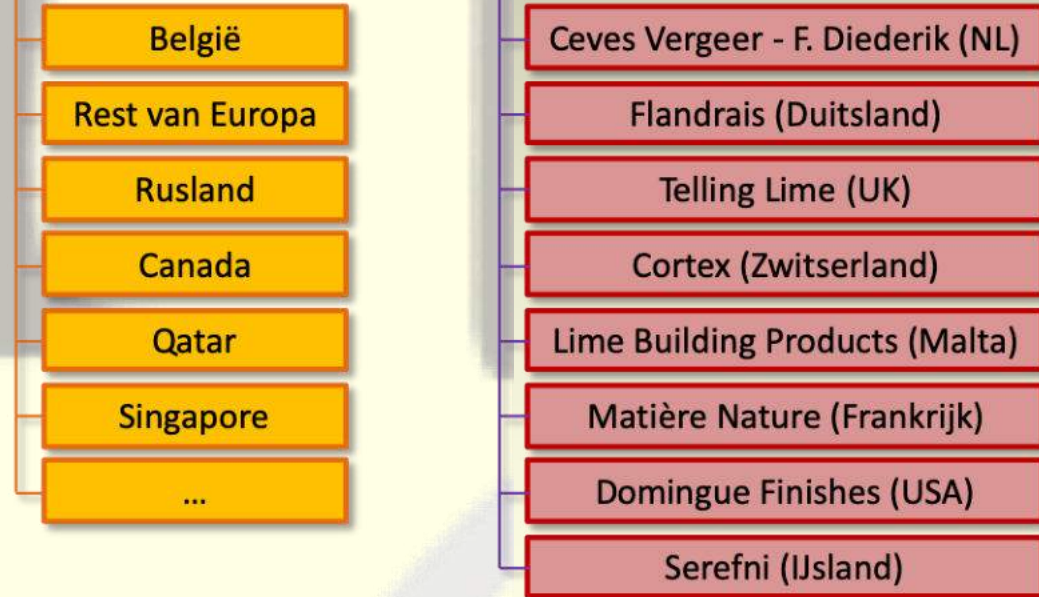 België
Rest van Europa
Rusland
Canada
Qatar
Singapore
...
Ceves Vergeer - F. Diederik (NL)
Flandrais (Duitsland)
Telling Lime (UK)
Cortex (Zwitserland)
Lime Building Products (Malta)
Matière Nature (Frankrijk)
Domingue Finishes (USA)
Serefni (IJsland)